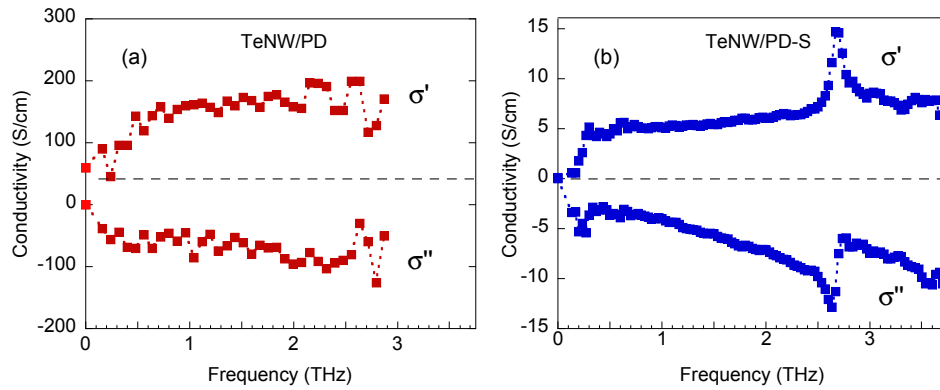 (a)
TeNW/PD
σ'
σ"
300
200
100
0
-100
-200
Conductivity (S/cm)
0
1
2
3
Frequency (THz)
(b)
TeNW/PD-S
σ'
σ"
15
10
5
0
-5
-10
-15
Conductivity (S/cm)
0
1
2
3
Frequency (THz)